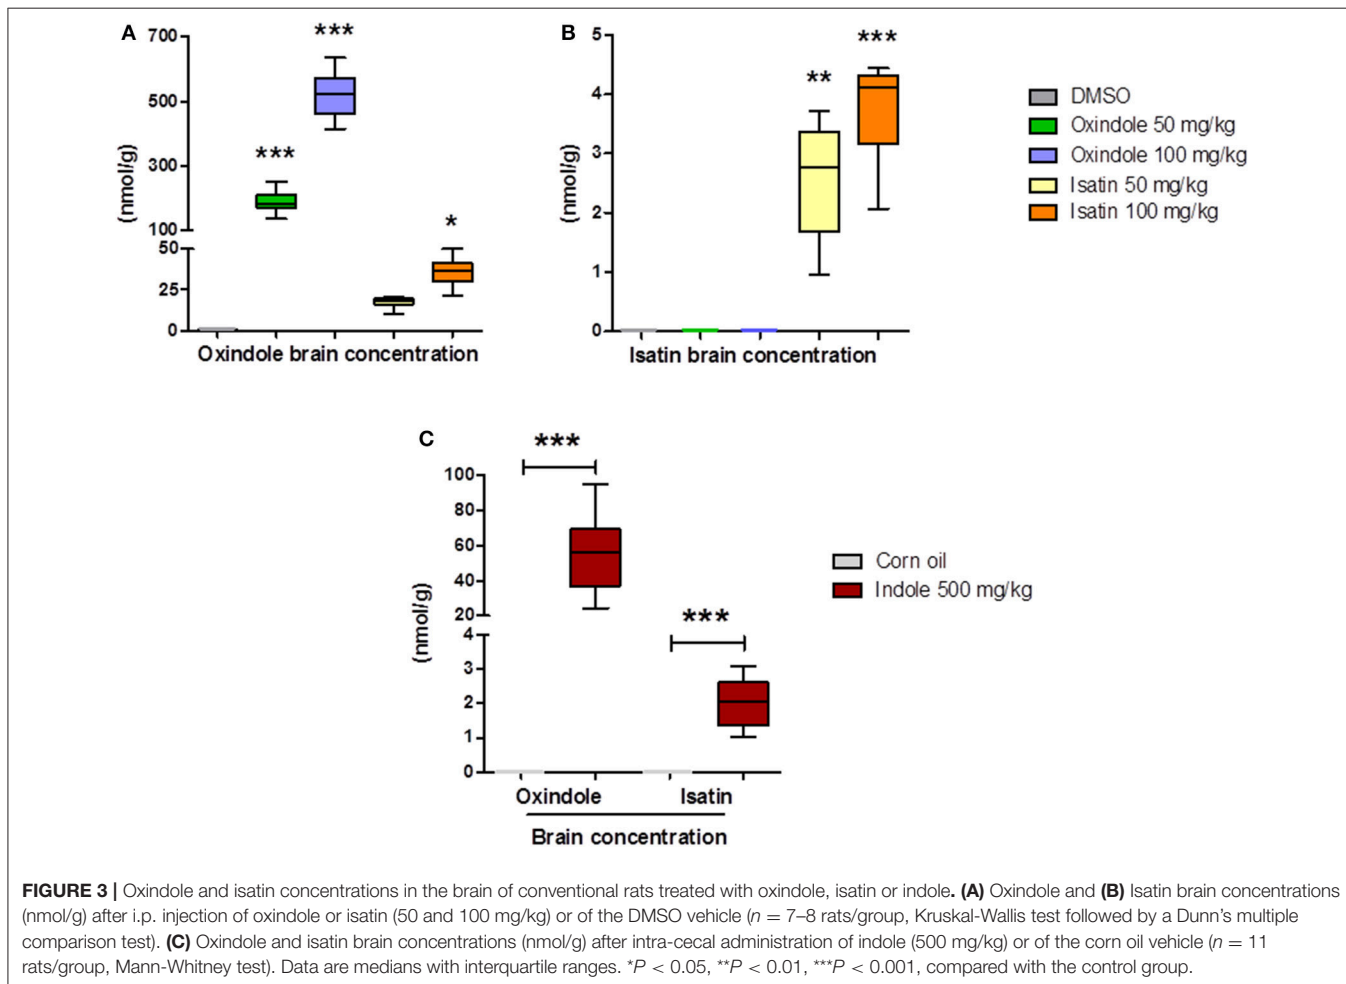 A
700
500
300
100
50
25
0
(nmol/g)
***
***
*
Oxindole brain concentration
B
5
4
3
2
1
0
(nmol/g)
**
***
Isatin brain concentration
DMSO
Oxindole 50 mg/kg
Oxindole 100 mg/kg
Isatin 50 mg/kg
Isatin 100 mg/kg
C
100
80
60
40
20
4
3
2
1
0
(nmol/g)
***
***
Oxindole Isatin
Brain concentration
Corn oil
Indole 500 mg/kg
FIGURE 3 | Oxindole and isatin concentrations in the brain of conventional rats treated with oxindole, isatin or indole. (A) Oxindole and (B) Isatin brain concentrations
(nmol/g) after i.p. injection of oxindole or isatin (50 and 100 mg/kg) or of the DMSO vehicle (n = 7–8 rats/group, Kruskal-Wallis test followed by a Dunn's multiple
comparison test). (C) Oxindole and isatin brain concentrations (nmol/g) after intra-cecal administration of indole (500 mg/kg) or of the corn oil vehicle (n = 11
rats/group, Mann-Whitney test). Data are medians with interquartile ranges. *P < 0.05, **P < 0.01, ***P < 0.001, compared with the control group.